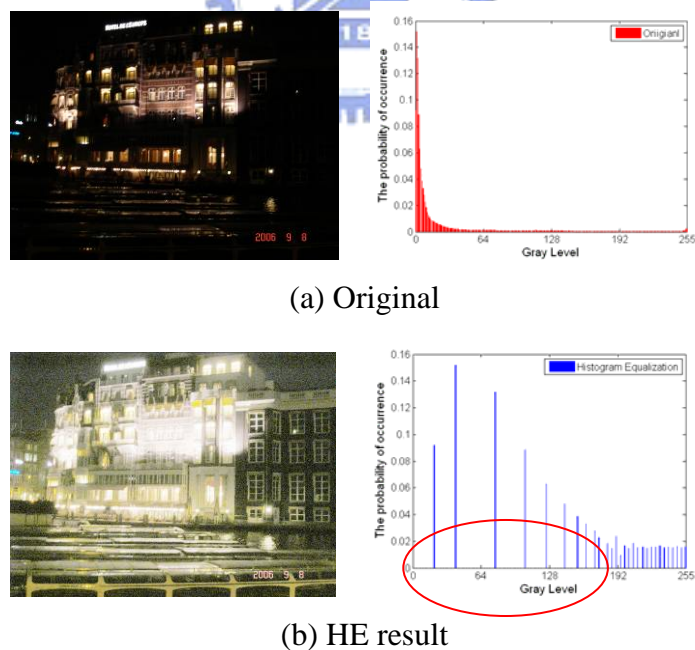 18
HOTEL DE L'EUROPE
2006 9 8
Onigianl
The probability of occurrence
0.16
0.14
0.12
0.1
0.08
0.06
0.04
0.02
0
0 64 128 192 255
Gray Level
(a) Original
2006 9 8
Histogram Equalization
The probability of occurrence
0.16
0.14
0.12
0.1
0.08
0.06
0.04
0.02
0
0 64 128 192 255
Gray Level
(b) HE result